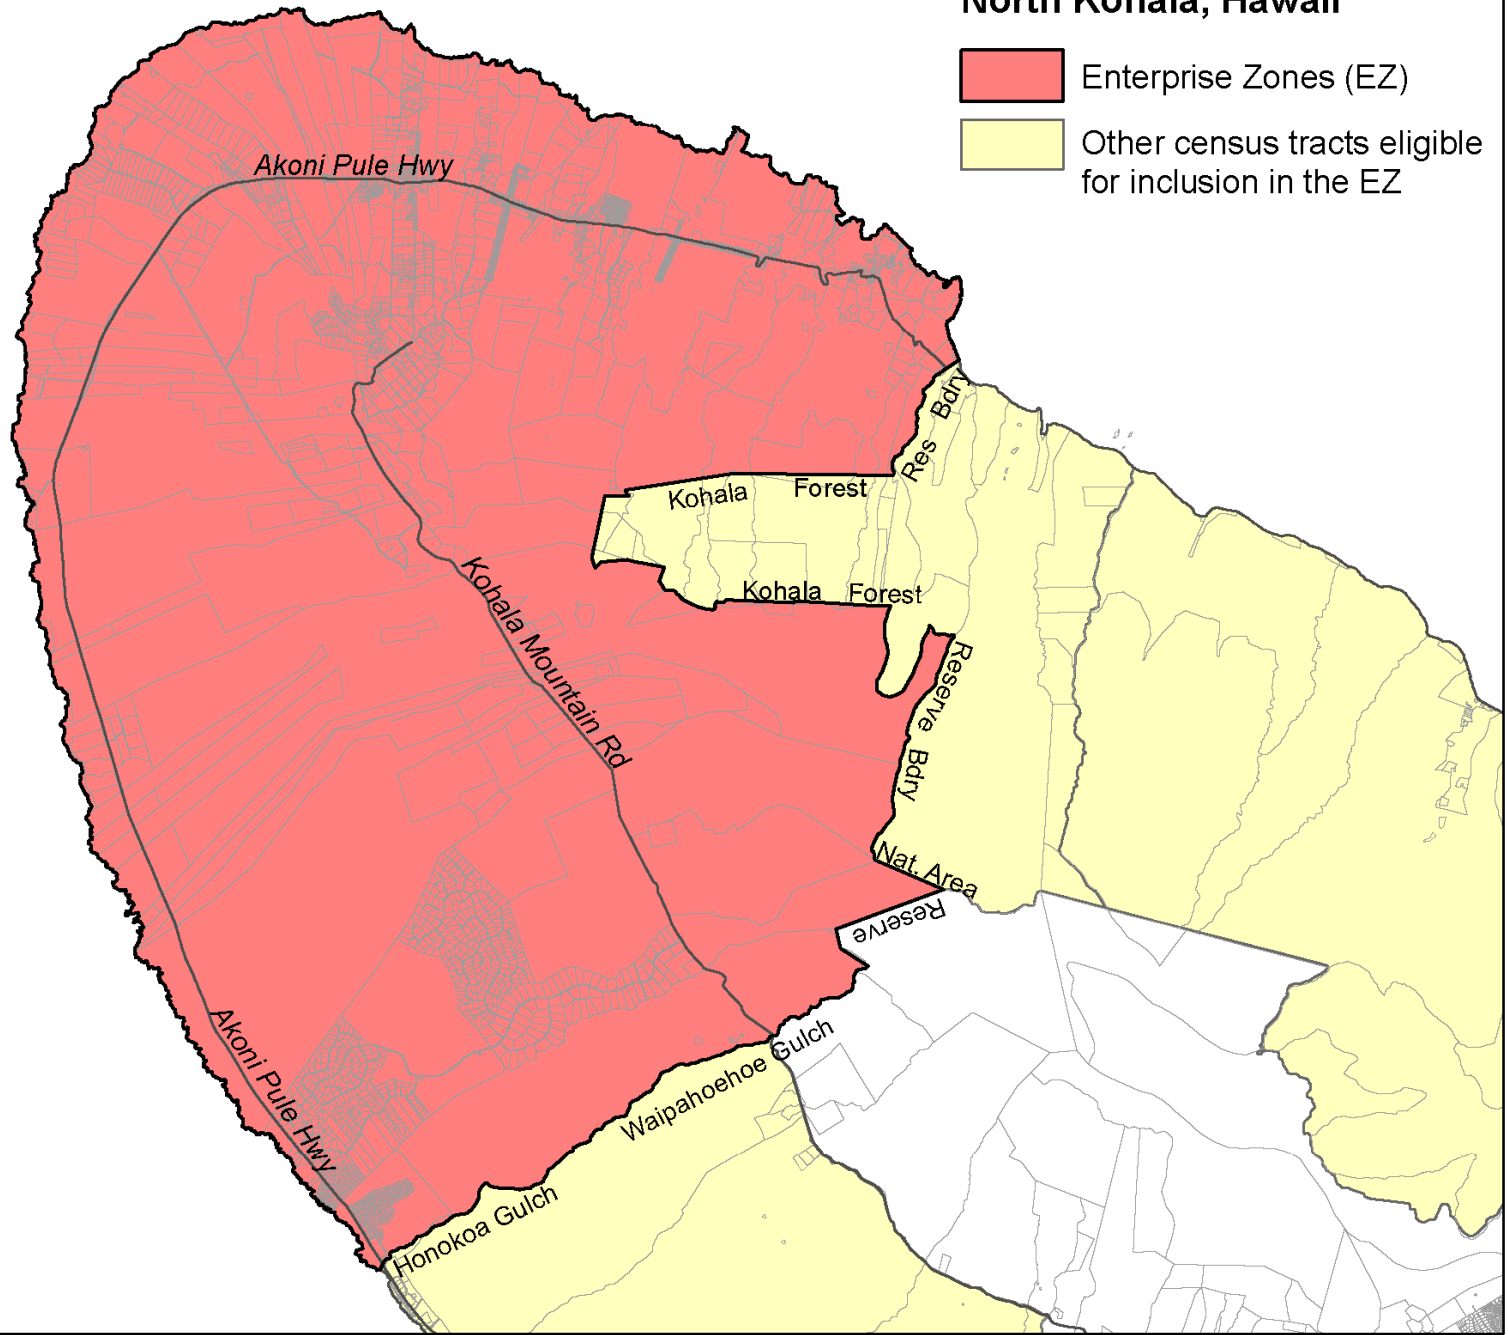 North Kohala, Hawaii
Enterprise Zones (EZ)
Other census tracts eligible
for inclusion in the EZ
Akoni Pule Hwy
Res Bdry
Kohala Forest
Kohala Forest
Kohala Mountain Rd
Reserve Bdry
Nat. Area
Reserve
Akoni Pule Hwy
Waipahoehoe Gulch
Honokoa Gulch